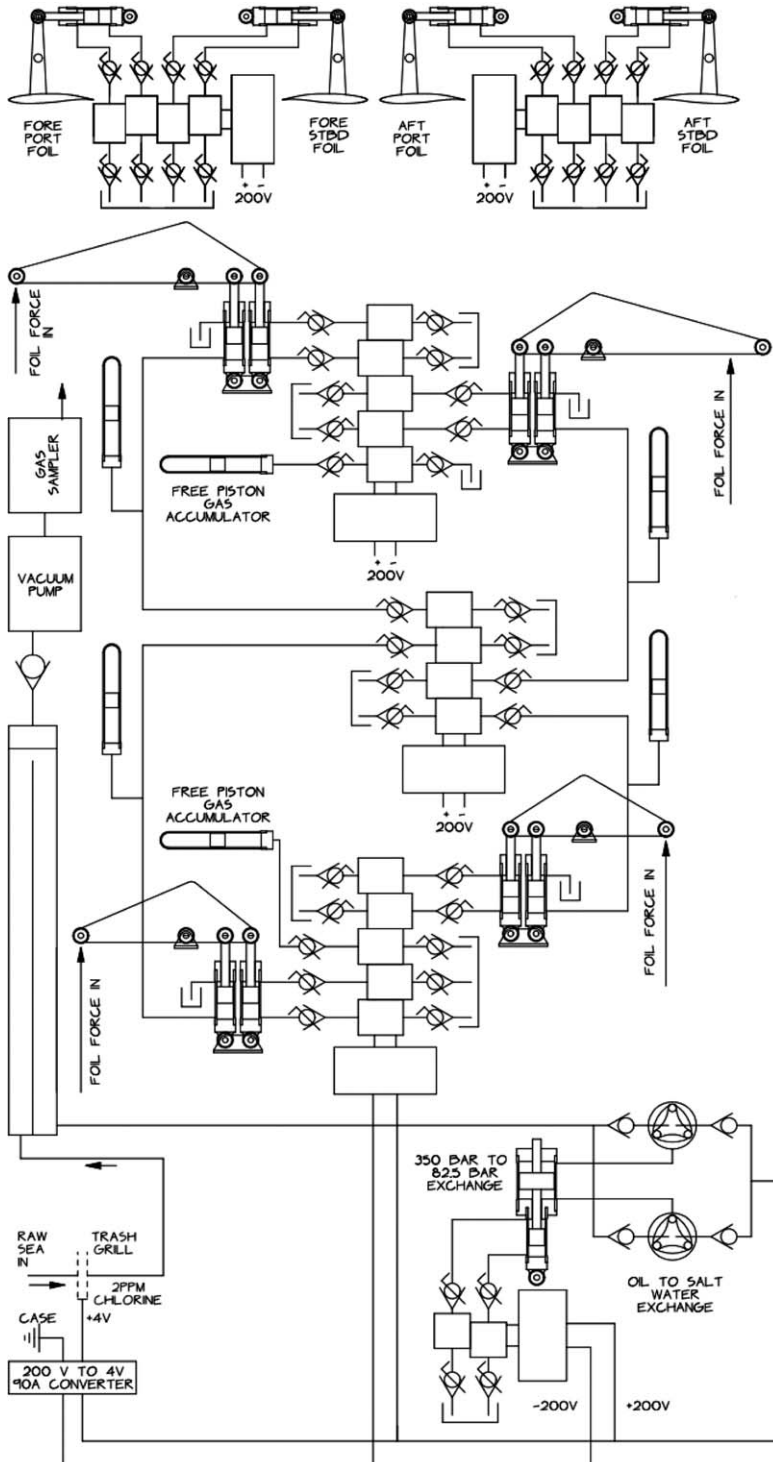 FORE
PORT
FOIL
+ -
200V
FORE
STBD
FOIL
AFT
PORT
FOIL
+ -
200V
AFT
STBD
FOIL
FOIL FORCE
IN
FOIL FORCE IN
GAS
SAMPLER
FREE PISTON
GAS
ACCUMULATOR
+ -
200V
VACUUM
PUMP
+ -
200V
FREE PISTON
GAS
ACCUMULATOR
FOIL FORCE IN
FOIL FORCE IN
350 BAR TO
82.5 BAR
EXCHANGE
RAW
SEA
IN
TRASH
GRILL
2PPM
CHLORINE
OIL TO SALT
WATER
EXCHANGE
CASE
+4V
200 V TO 4V
90A CONVERTER
-200V
+200V